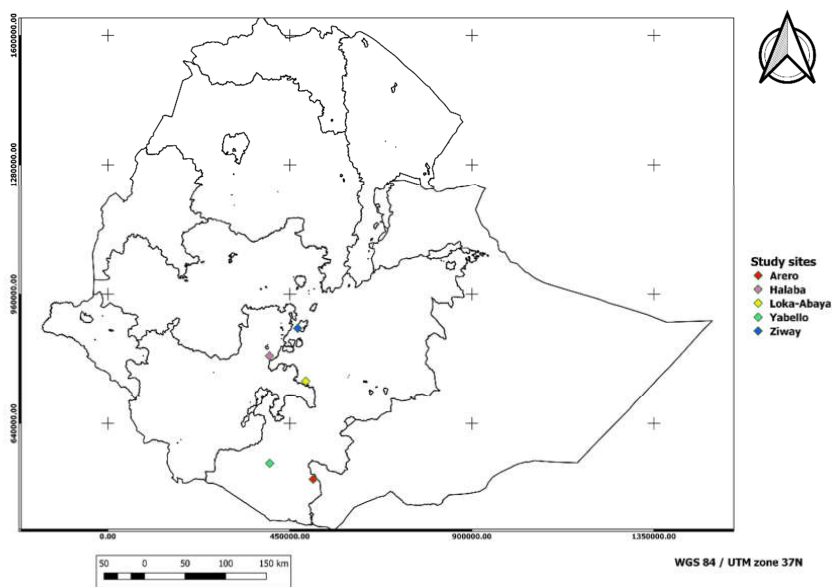 1600000.00
1280000.00
960000.00
640000.00
0.00 450000.00 900000.00 1350000.00
Study sites
Arero
Halaba
Loka-Abaya
Yabello
Ziway
50 0 50 100 150 km
WGS 84 / UTM zone 37N